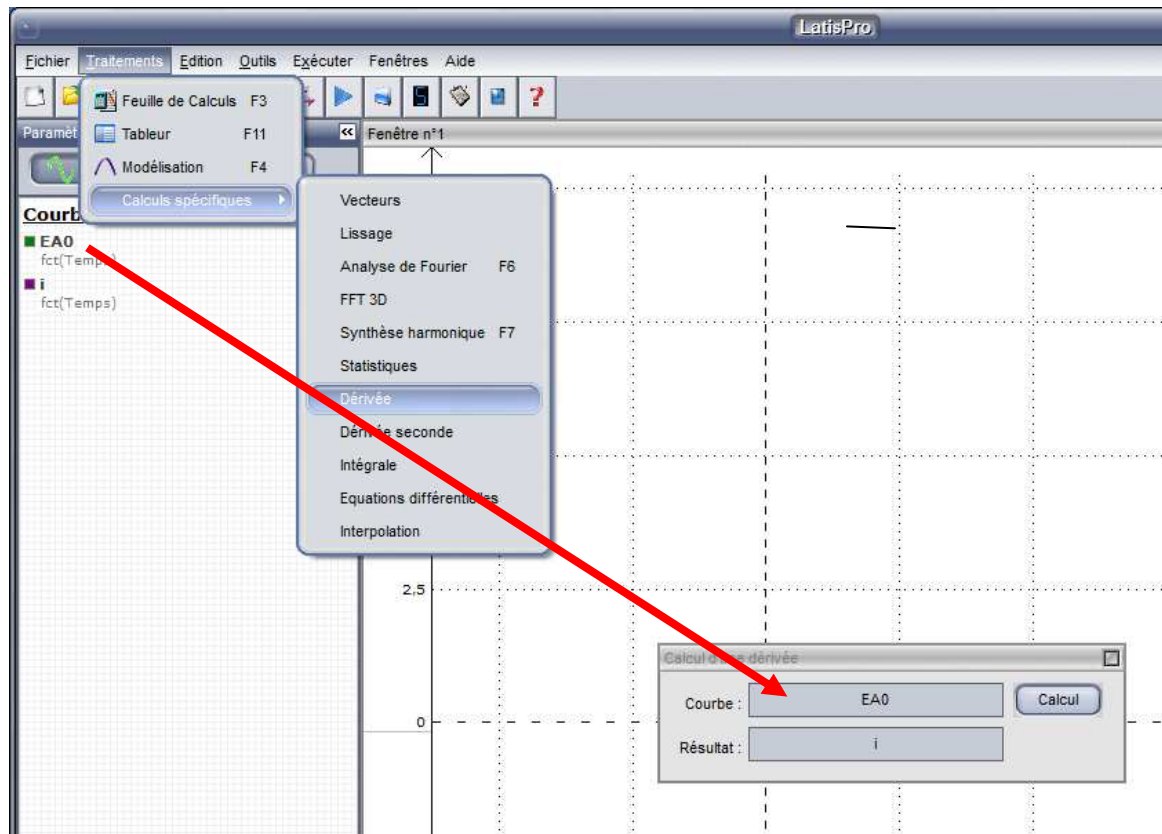 LatisPro
Fichier Traitements Edition Outils Exécuter Fenêtres Aide
Feuille de Calculs F3
Tableur F11
Modélisation F4
Calculs spécifiques
Paramèt
Fenêtre n°1
Courb
EA0
fct(Temps)
i
fct(Temps)
Vecteurs
Lissage
Analyse de Fourier F6
FFT 3D
Synthèse harmonique F7
Statistiques
Dérivée
Dérivée seconde
Intégrale
Equations différentielles
Interpolation
2,5
0
Calcul d'une dérivée
Courbe : EA0 Calcul
Résultat : i